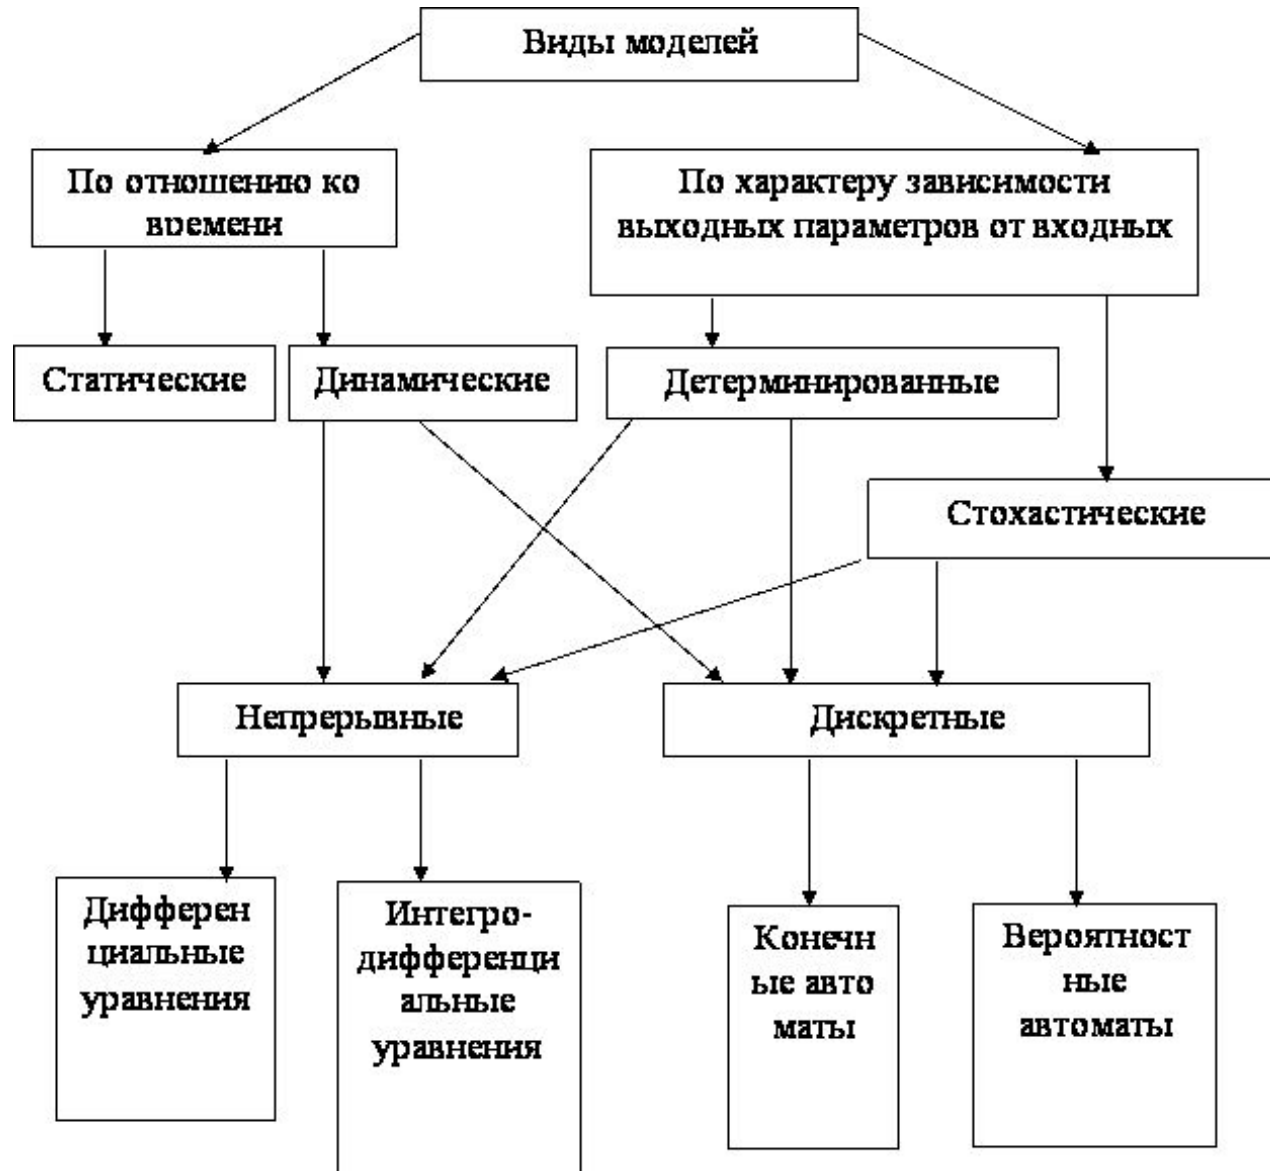 Виды моделей
По отношению ко
времени
По характеру зависимости
выходных параметров от входных
Статические
Динамические
Детерминированные
Стохастические
Непрерывные
Дискретные
Дифферен
циальные
уравнения
Интегро-
дифференци
альные
уравнения
Конечн
ые авто
маты
Вероятност
ные
автоматы